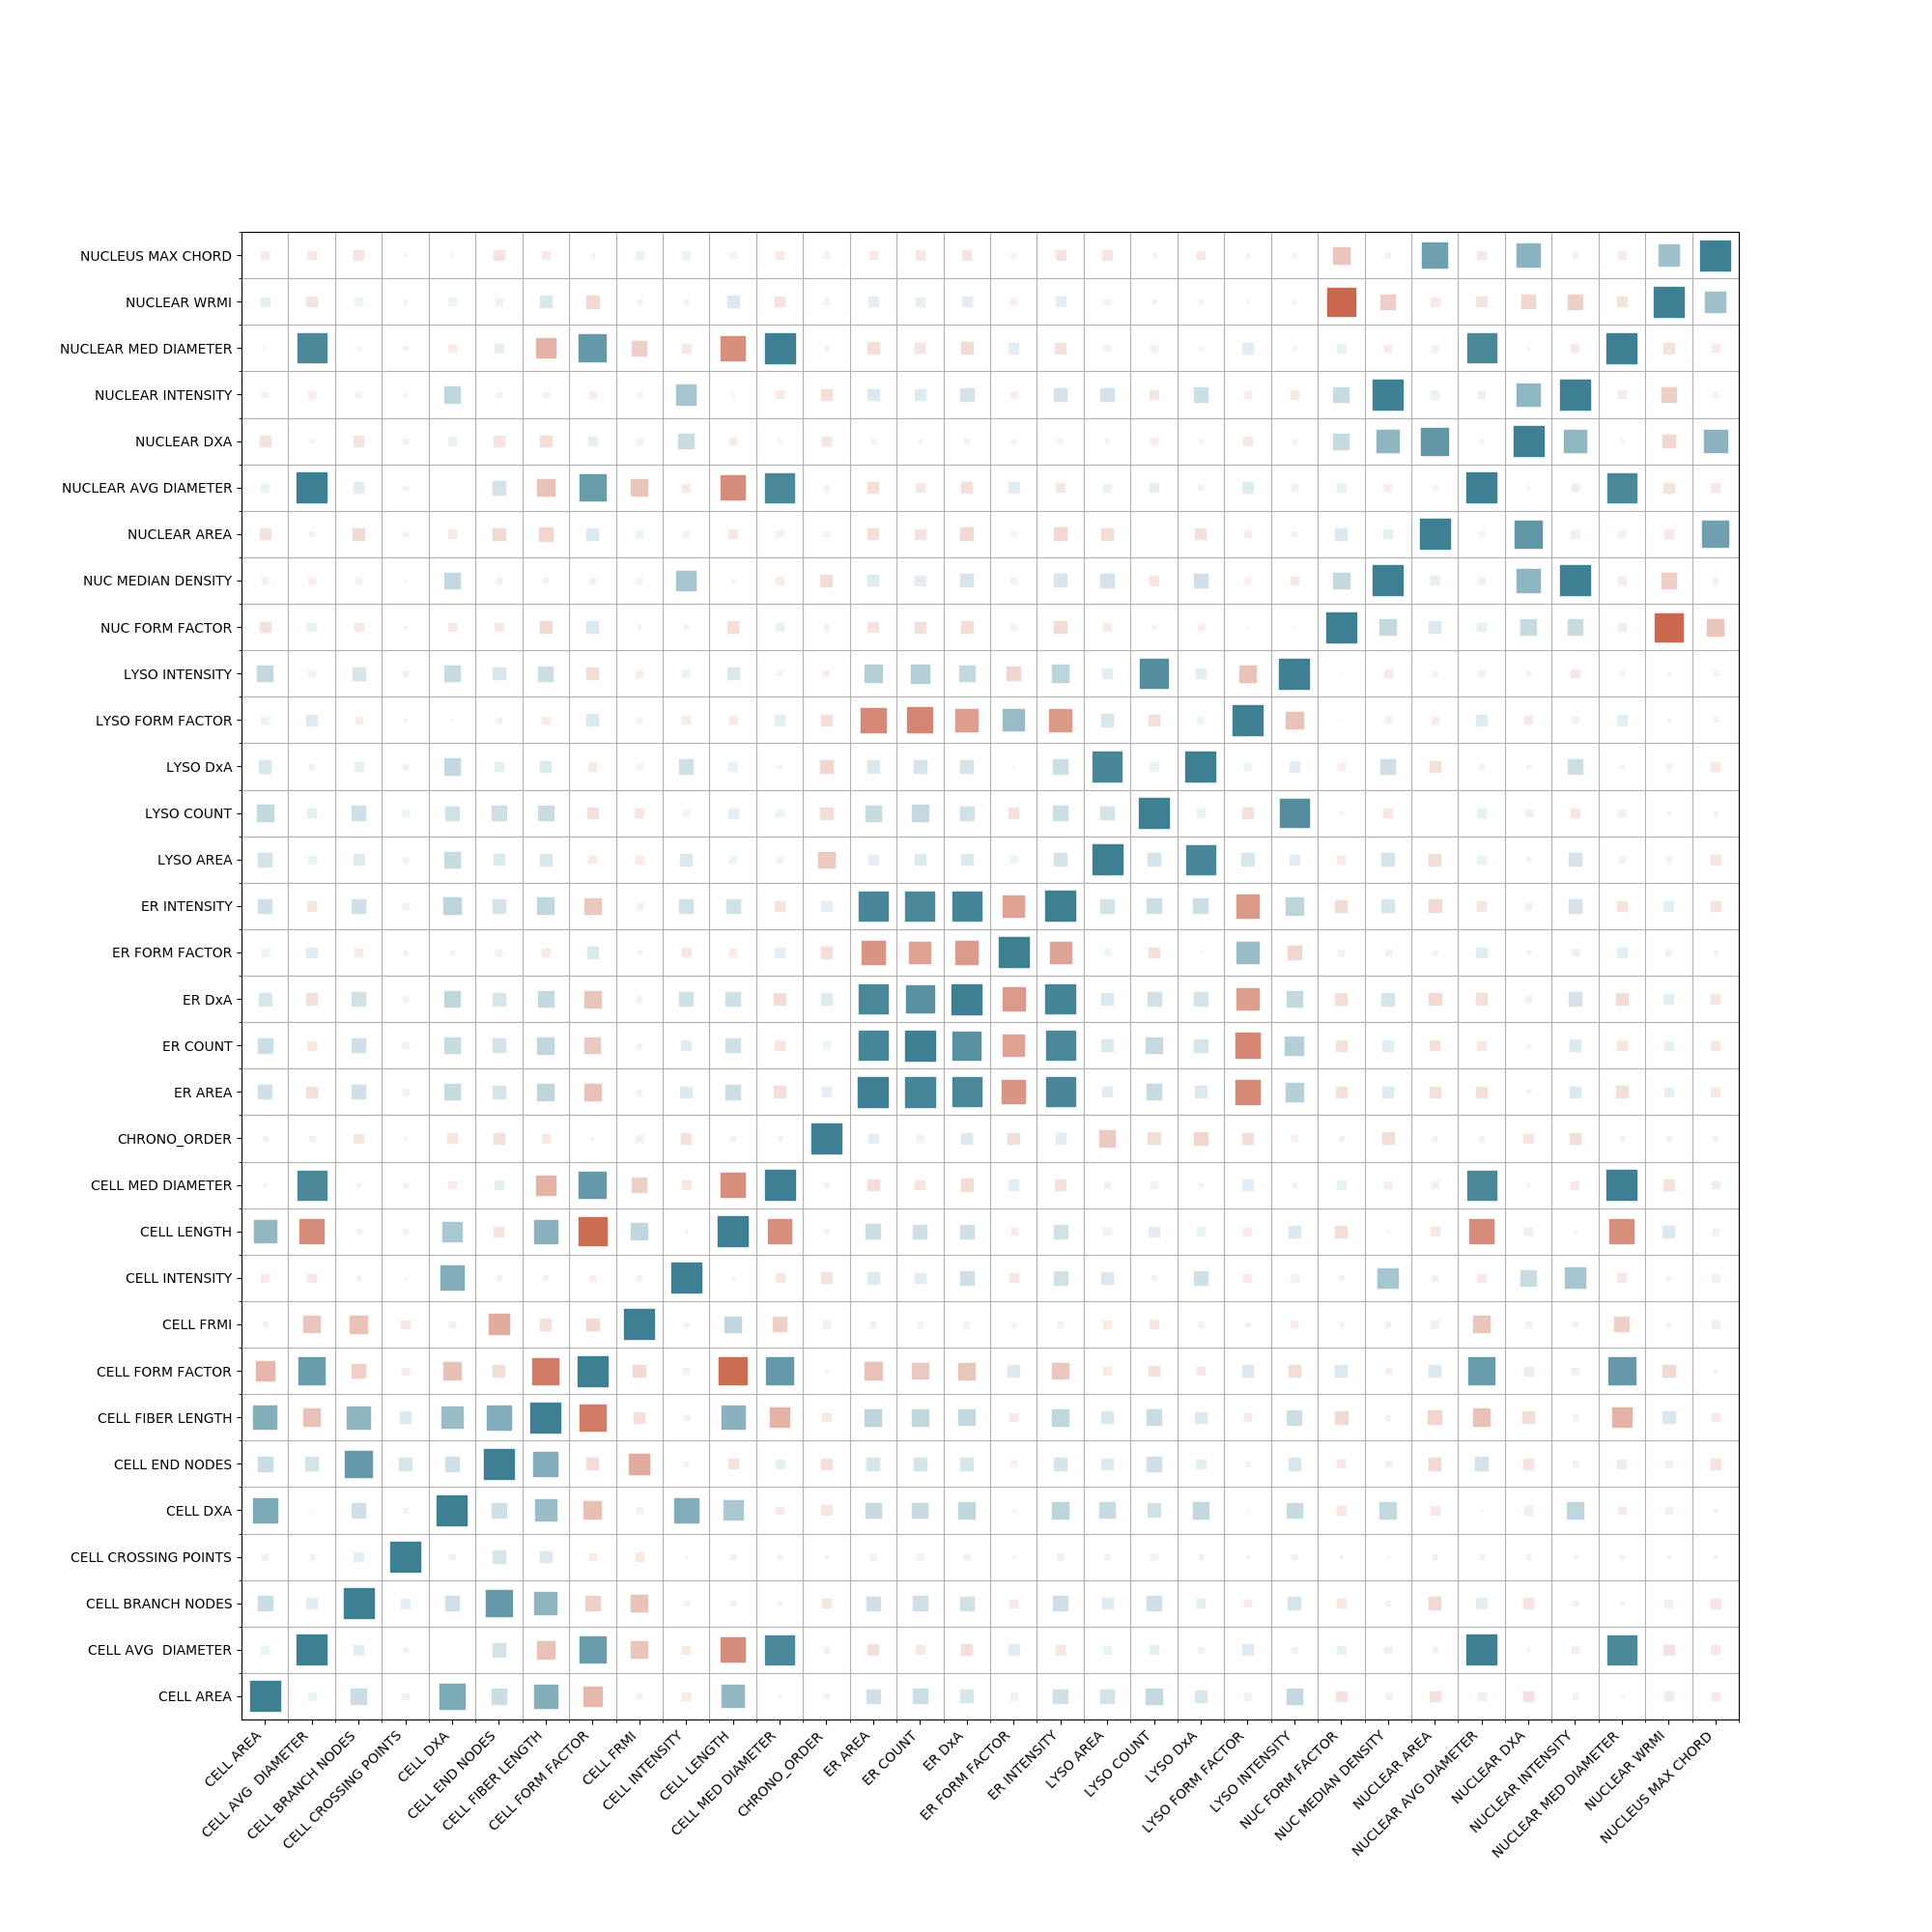 NUCLEUS MAX CHORD
NUCLEAR WRMI
NUCLEAR MED DIAMETER
NUCLEAR INTENSITY
NUCLEAR DXA
NUCLEAR AVG DIAMETER
NUCLEAR AREA
NUC MEDIAN DENSITY
NUC FORM FACTOR
LYSO INTENSITY
LYSO FORM FACTOR
LYSO DxA
LYSO COUNT
LYSO AREA
ER INTENSITY
ER FORM FACTOR
ER DxA
ER COUNT
ER AREA
CHRONO_ORDER
CELL MED DIAMETER
CELL LENGTH
CELL INTENSITY
CELL FRMI
CELL FORM FACTOR
CELL FIBER LENGTH
CELL END NODES
CELL DXA
CELL CROSSING POINTS
CELL BRANCH NODES
CELL AVG  DIAMETER
CELL AREA
CELL AREA
CELL AVG  DIAMETER
CELL BRANCH NODES
CELL CROSSING POINTS
CELL DXA
CELL END NODES
CELL FIBER LENGTH
CELL FORM FACTOR
CELL FRMI
CELL INTENSITY
CELL LENGTH
CELL MED DIAMETER
CHRONO_ORDER
ER AREA
ER COUNT
ER DxA
ER FORM FACTOR
ER INTENSITY
LYSO AREA
LYSO COUNT
LYSO DxA
LYSO FORM FACTOR
LYSO INTENSITY
NUC FORM FACTOR
NUC MEDIAN DENSITY
NUCLEAR AREA
NUCLEAR AVG DIAMETER
NUCLEAR DXA
NUCLEAR INTENSITY
NUCLEAR MED DIAMETER
NUCLEAR WRMI
NUCLEUS MAX CHORD